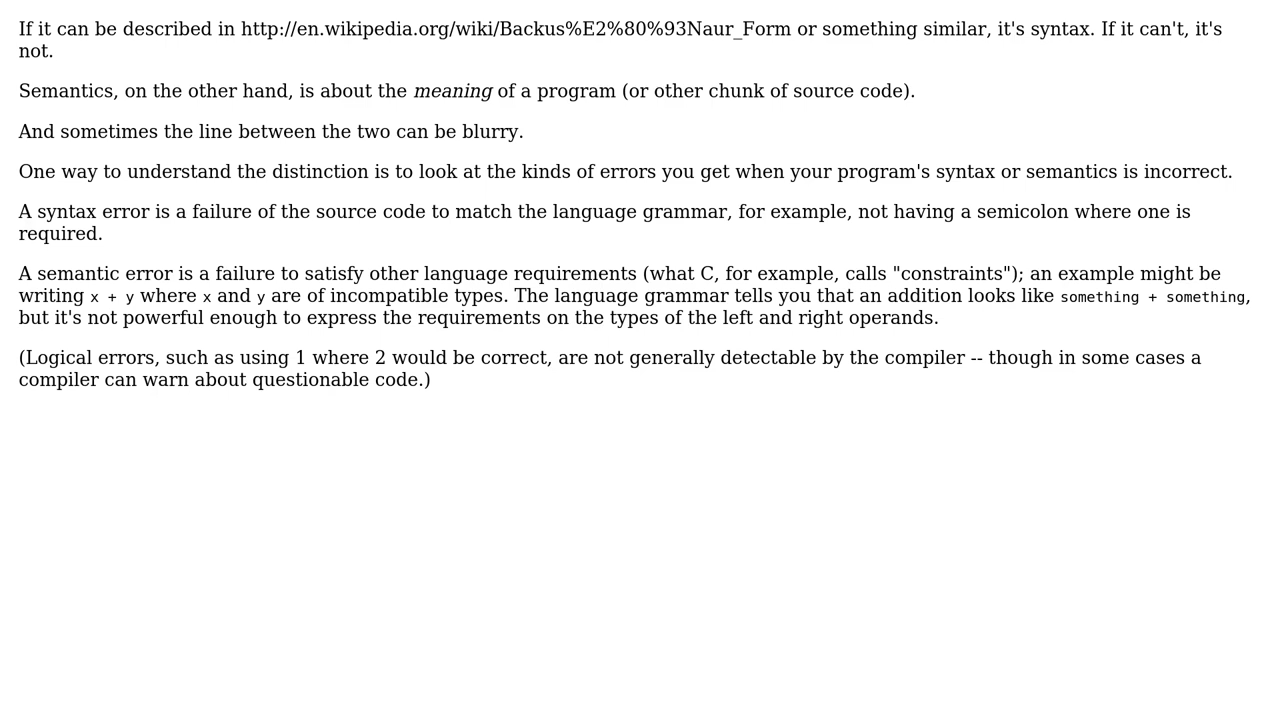 If it can be described in http://en.wikipedia.org/wiki/Backus%E2%80%93Naur_Form or something similar, it's syntax. If it can't, it's
not.
Semantics, on the other hand, is about the meaning of a program (or other chunk of source code).
And sometimes the line between the two can be blurry.
One way to understand the distinction is to look at the kinds of errors you get when your program's syntax or semantics is incorrect.
A syntax error is a failure of the source code to match the language grammar, for example, not having a semicolon where one is
required.
A semantic error is a failure to satisfy other language requirements (what C, for example, calls "constraints"); an example might be
writing x + y where x and y are of incompatible types. The language grammar tells you that an addition looks like something + something,
but it's not powerful enough to express the requirements on the types of the left and right operands.
(Logical errors, such as using 1 where 2 would be correct, are not generally detectable by the compiler -- though in some cases a
compiler can warn about questionable code.)